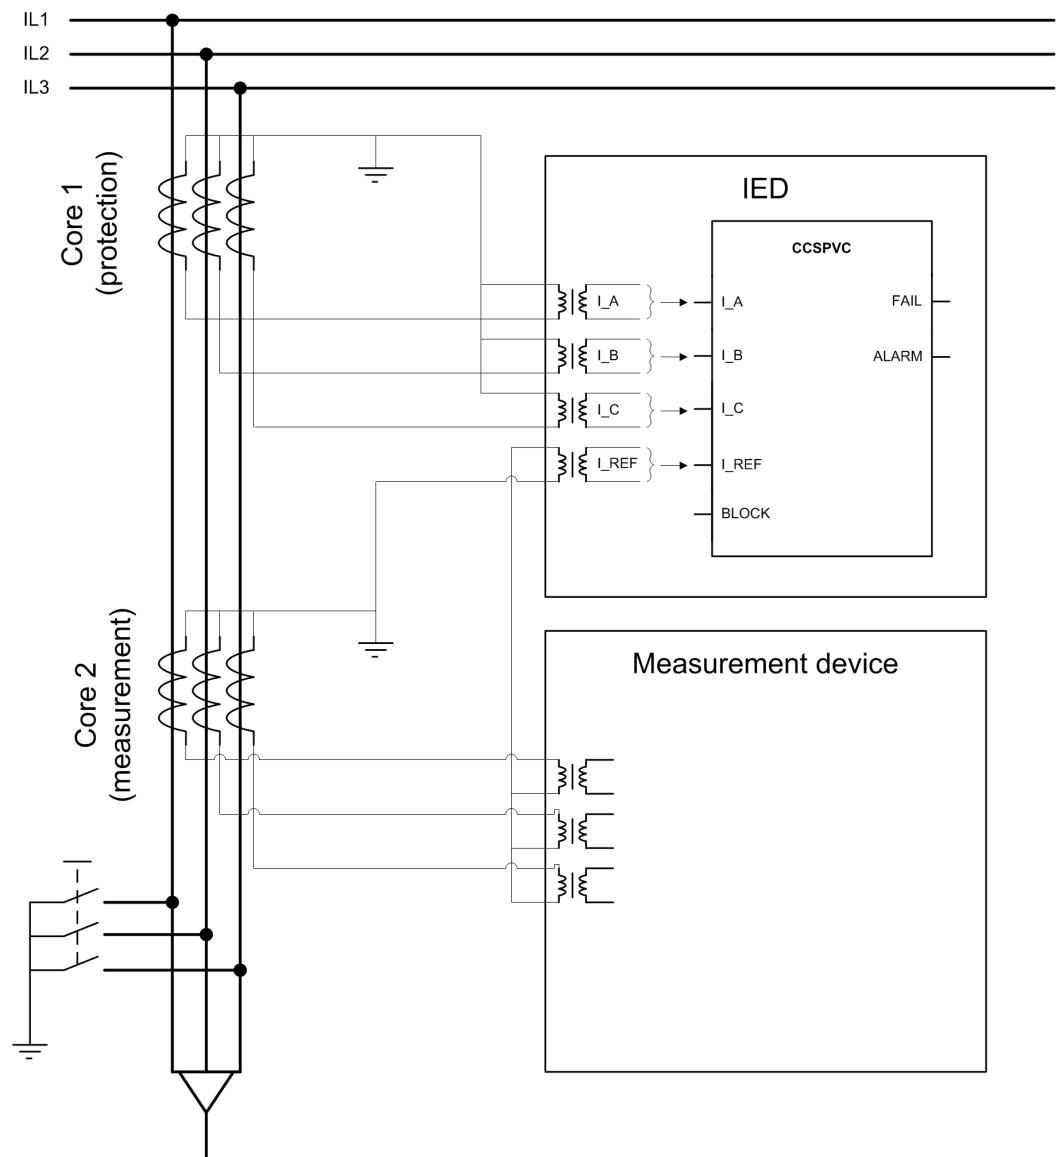 IL1
IL2
IL3
Core 1
(protection)
IED
CCSPVC
I_A
I_A
FAIL
I_B
I_B
ALARM
I_C
I_C
I_REF
I_REF
BLOCK
Core 2
(measurement)
Measurement device